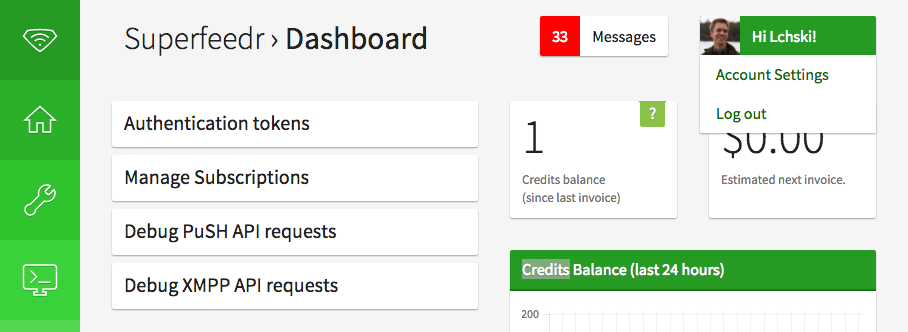 Superfeedr › Dashboard
33 Messages
Hi Lchski!
Account Settings
Log out
Authentication tokens
Manage Subscriptions
Debug PuSH API requests
Debug XMPP API requests
?
1
Credits balance
(since last invoice)
$0.00
Estimated next invoice.
Credits Balance (last 24 hours)
200